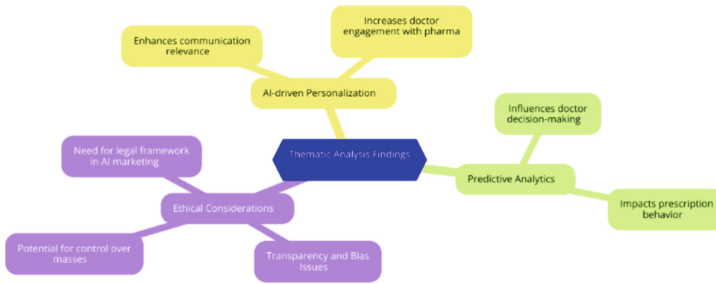 Increases doctor
engagement with pharma
Enhances communication
relevance
AI-driven Personalization
Influences doctor
decision-making
Thematic Analysis Findings
Need for legal framework
in AI marketing
Predictive Analytics
Impacts prescription
behavior
Ethical Considerations
Potential for control over
masses
Transparency and Bias
Issues